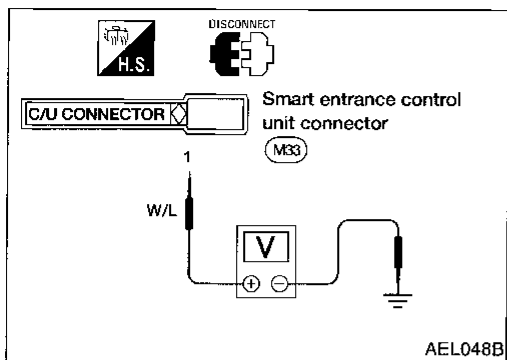 DISCONNECT
H.S.
C/U CONNECTOR
Smart entrance control
unit connector
M33
1
W/L
V
+ −
AEL048B